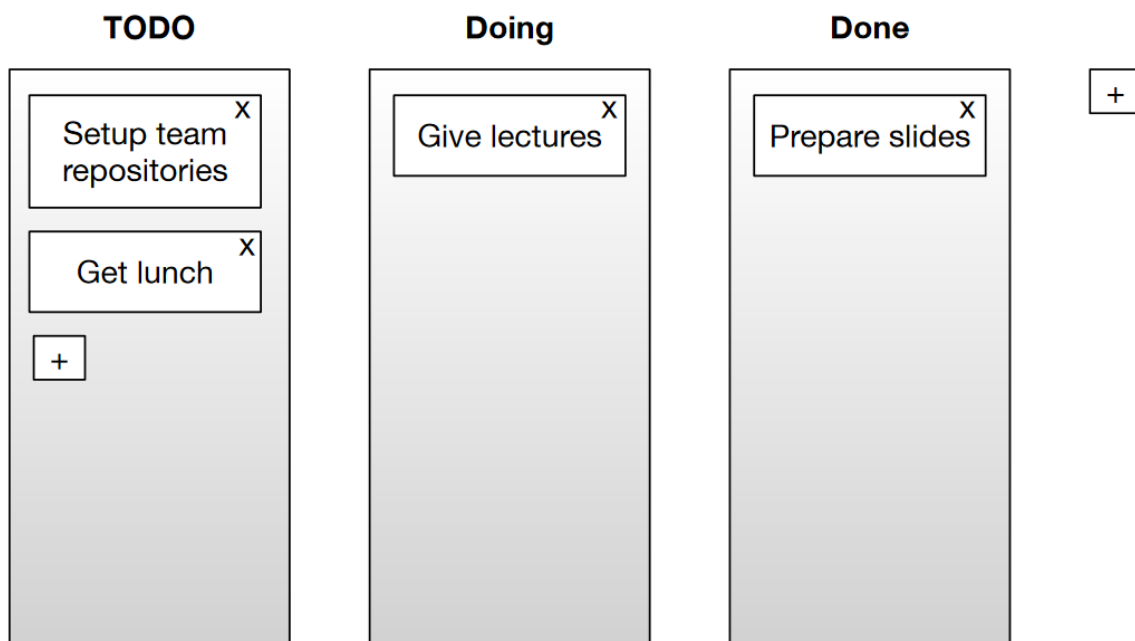 TODO
X
Setup team
repositories
X
Get lunch
+
Doing
X
Give lectures
Done
X
Prepare slides
+